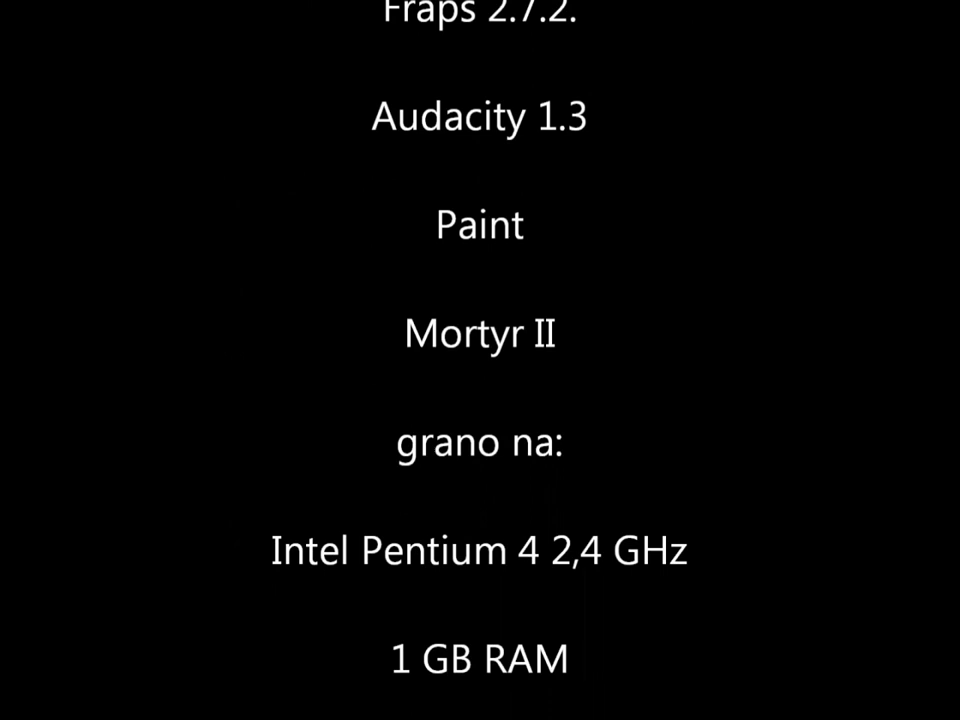 Fraps 2.7.2.
Audacity 1.3
Paint
Mortyr II
grano na:
Intel Pentium 4 2,4 GHz
1 GB RAM